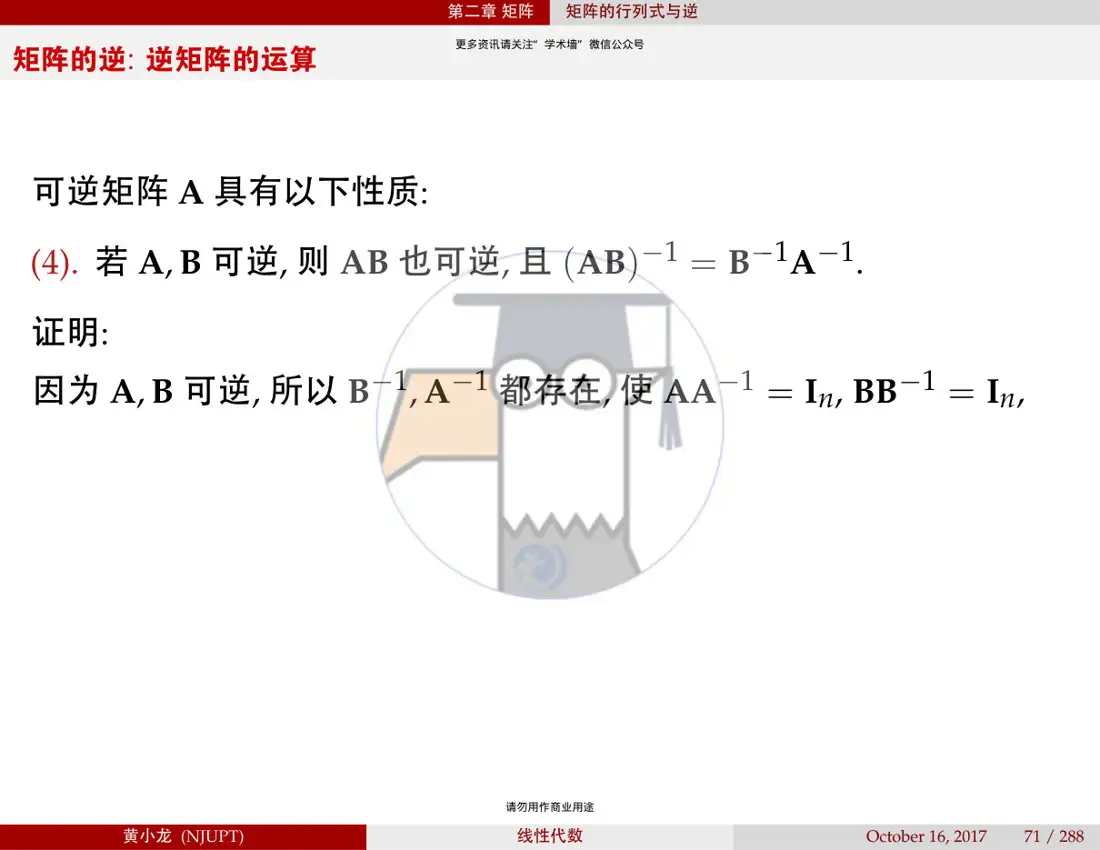 第二章 矩阵 矩阵的行列式与逆
更多资讯请关注“学术墙”微信公众号
矩阵的逆: 逆矩阵的运算
可逆矩阵 A 具有以下性质:
(4). 若 A, B 可逆, 则 AB 也可逆, 且 (AB)⁻¹ = B⁻¹A⁻¹.
证明:
因为 A, B 可逆, 所以 B⁻¹, A⁻¹ 都存在, 使 AA⁻¹ = Iₙ, BB⁻¹ = Iₙ,
请勿用作商业用途
黄小龙 (NJUPT) 线性代数 October 16, 2017 71 / 288